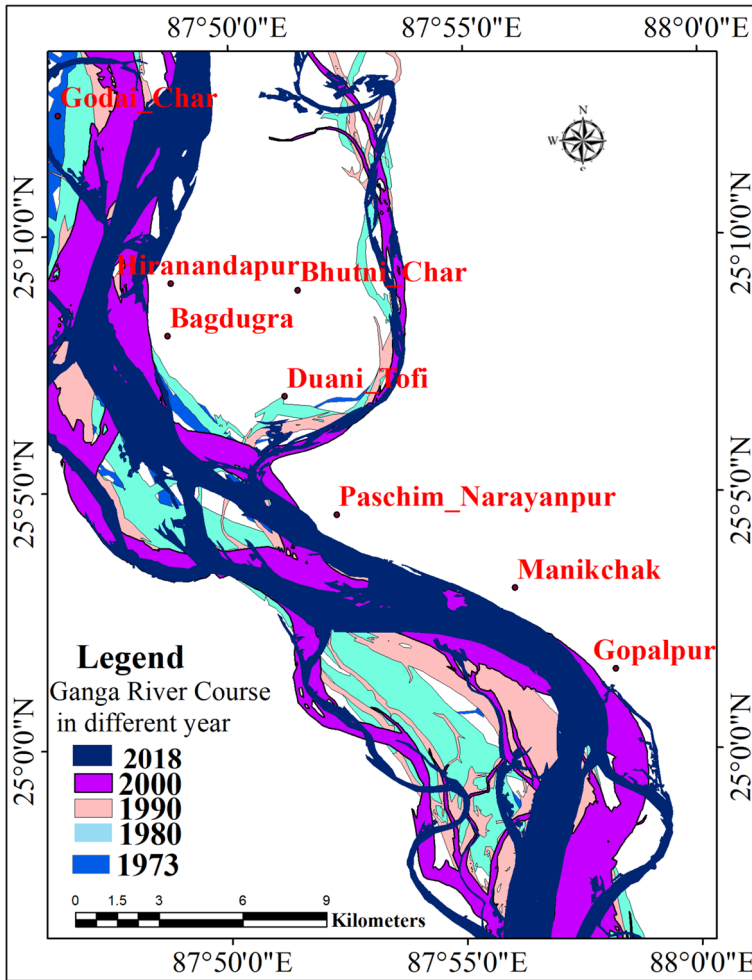 87°50'0"E 87°55'0"E 88°0'0"E
Godai_Char
N
W
E
25°10'0"N 25°10'0"N
Hiranandapur Bhutni_Char
Bagdugra
Duani_Tofi
25°5'0"N 25°5'0"N
Paschim_Narayanpur
Manikchak
Gopalpur
Legend
Ganga River Course
in different year
2018
2000
1990
1980
1973
25°0'0"N 25°0'0"N
0 1.5 3 6 9
Kilometers
87°50'0"E 87°55'0"E 88°0'0"E